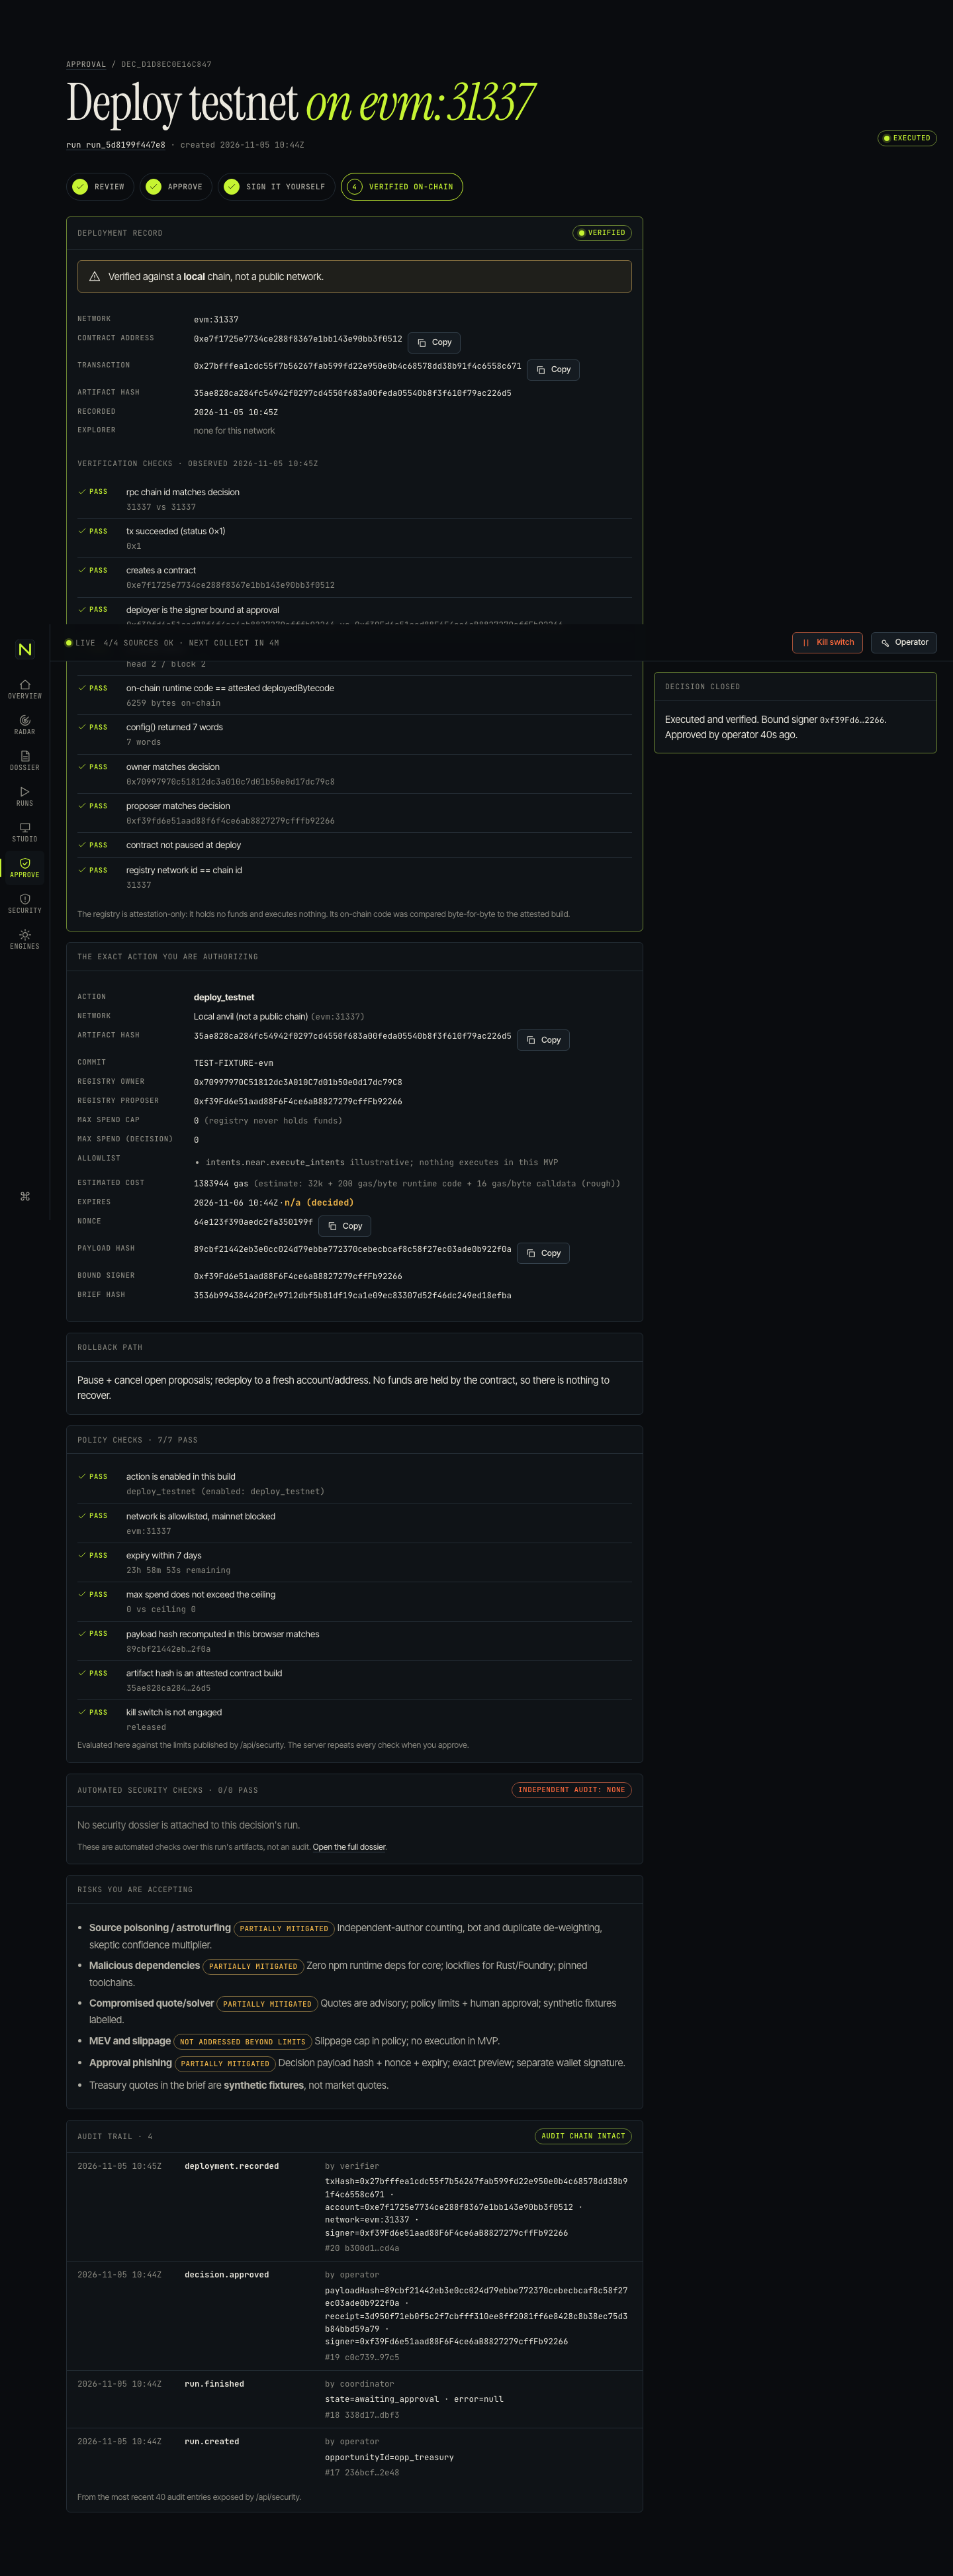 APPROVAL / DEC_D1D8EC0E16C847
Deploy testnet on evm:31337
run run_5d8199f447e8 · created 2026-11-05 10:44Z
EXECUTED
REVIEW
APPROVE
SIGN IT YOURSELF
4 VERIFIED ON-CHAIN
DEPLOYMENT RECORD
VERIFIED
Verified against a local chain, not a public network.
NETWORK evm:31337
CONTRACT ADDRESS 0xe7f1725e7734ce288f8367e1bb143e90bb3f0512 Copy
TRANSACTION 0x27bfffea1cdc55f7b56267fab599fd22e950e0b4c68578dd38b91f4c6558c671 Copy
ARTIFACT HASH 35ae828ca284fc54942f0297cd4550f683a00feda05540b8f3f610f79ac226d5
RECORDED 2026-11-05 10:45Z
EXPLORER none for this network
VERIFICATION CHECKS · OBSERVED 2026-11-05 10:45Z
PASS rpc chain id matches decision
31337 vs 31337
PASS tx succeeded (status 0×1)
0x1
PASS creates a contract
0xe7f1725e7734ce288f8367e1bb143e90bb3f0512
PASS deployer is the signer bound at approval
LIVE 4/4 SOURCES OK · NEXT COLLECT IN 4M
Kill switch
Operator
head 2 / block 2
PASS on-chain runtime code == attested deployedBytecode
6259 bytes on-chain
PASS config() returned 7 words
7 words
PASS owner matches decision
0x70997970c51812dc3a010c7d01b50e0d17dc79c8
PASS proposer matches decision
0xf39fd6e51aad88f6f4ce6ab8827279cfffb92266
PASS contract not paused at deploy
PASS registry network id == chain id
31337
The registry is attestation-only: it holds no funds and executes nothing. Its on-chain code was compared byte-for-byte to the attested build.
DECISION CLOSED
Executed and verified. Bound signer 0xf39Fd6…2266.
Approved by operator 40s ago.
OVERVIEW
RADAR
DOSSIER
RUNS
STUDIO
APPROVE
SECURITY
ENGINES
THE EXACT ACTION YOU ARE AUTHORIZING
ACTION deploy_testnet
NETWORK Local anvil (not a public chain) (evm:31337)
ARTIFACT HASH 35ae828ca284fc54942f0297cd4550f683a00feda05540b8f3f610f79ac226d5 Copy
COMMIT TEST-FIXTURE-evm
REGISTRY OWNER 0x70997970C51812dc3A010C7d01b50e0d17dc79C8
REGISTRY PROPOSER 0xf39Fd6e51aad88F6F4ce6aB8827279cffFb92266
MAX SPEND CAP 0 (registry never holds funds)
MAX SPEND (DECISION) 0
ALLOWLIST • intents.near.execute_intents illustrative; nothing executes in this MVP
ESTIMATED COST 1383944 gas (estimate: 32k + 200 gas/byte runtime code + 16 gas/byte calldata (rough))
EXPIRES 2026-11-06 10:44Z · n/a (decided)
NONCE 64e123f390aedc2fa350199f Copy
PAYLOAD HASH 89cbf21442eb3e0cc024d79ebbe772370cebecbcaf8c58f27ec03ade0b922f0a Copy
BOUND SIGNER 0xf39Fd6e51aad88F6F4ce6aB8827279cffFb92266
BRIEF HASH 3536b994384420f2e9712dbf5b81df19ca1e09ec83307d52f46dc249ed18efba
ROLLBACK PATH
Pause + cancel open proposals; redeploy to a fresh account/address. No funds are held by the contract, so there is nothing to
recover.
POLICY CHECKS · 7/7 PASS
PASS action is enabled in this build
deploy_testnet (enabled: deploy_testnet)
PASS network is allowlisted, mainnet blocked
evm:31337
PASS expiry within 7 days
23h 58m 53s remaining
PASS max spend does not exceed the ceiling
0 vs ceiling 0
PASS payload hash recomputed in this browser matches
89cbf21442eb…2f0a
PASS artifact hash is an attested contract build
35ae828ca284…26d5
PASS kill switch is not engaged
released
Evaluated here against the limits published by /api/security. The server repeats every check when you approve.
AUTOMATED SECURITY CHECKS · 0/0 PASS
INDEPENDENT AUDIT: NONE
No security dossier is attached to this decision's run.
These are automated checks over this run's artifacts, not an audit. Open the full dossier.
RISKS YOU ARE ACCEPTING
• Source poisoning / astroturfing PARTIALLY MITIGATED Independent-author counting, bot and duplicate de-weighting,
skeptic confidence multiplier.
• Malicious dependencies PARTIALLY MITIGATED Zero npm runtime deps for core; lockfiles for Rust/Foundry; pinned
toolchains.
• Compromised quote/solver PARTIALLY MITIGATED Quotes are advisory; policy limits + human approval; synthetic fixtures
labelled.
• MEV and slippage NOT ADDRESSED BEYOND LIMITS Slippage cap in policy; no execution in MVP.
• Approval phishing PARTIALLY MITIGATED Decision payload hash + nonce + expiry; exact preview; separate wallet signature.
• Treasury quotes in the brief are synthetic fixtures, not market quotes.
AUDIT TRAIL · 4
AUDIT CHAIN INTACT
2026-11-05 10:45Z deployment.recorded by verifier
txHash=0x27bfffea1cdc55f7b56267fab599fd22e950e0b4c68578dd38b9
1f4c6558c671 ·
account=0xe7f1725e7734ce288f8367e1bb143e90bb3f0512 ·
network=evm:31337 ·
signer=0xf39Fd6e51aad88F6F4ce6aB8827279cffFb92266
#20 b300d1…cd4a
2026-11-05 10:44Z decision.approved by operator
payloadHash=89cbf21442eb3e0cc024d79ebbe772370cebecbcaf8c58f27
ec03ade0b922f0a ·
receipt=3d950f71eb0f5c2f7cbfff310ee8ff2081ff6e8428c8b38ec75d3
b84bbd59a79 ·
signer=0xf39Fd6e51aad88F6F4ce6aB8827279cffFb92266
#19 c0c739…97c5
2026-11-05 10:44Z run.finished by coordinator
state=awaiting_approval · error=null
#18 338d17…dbf3
2026-11-05 10:44Z run.created by operator
opportunityId=opp_treasury
#17 236bcf…2e48
From the most recent 40 audit entries exposed by /api/security.